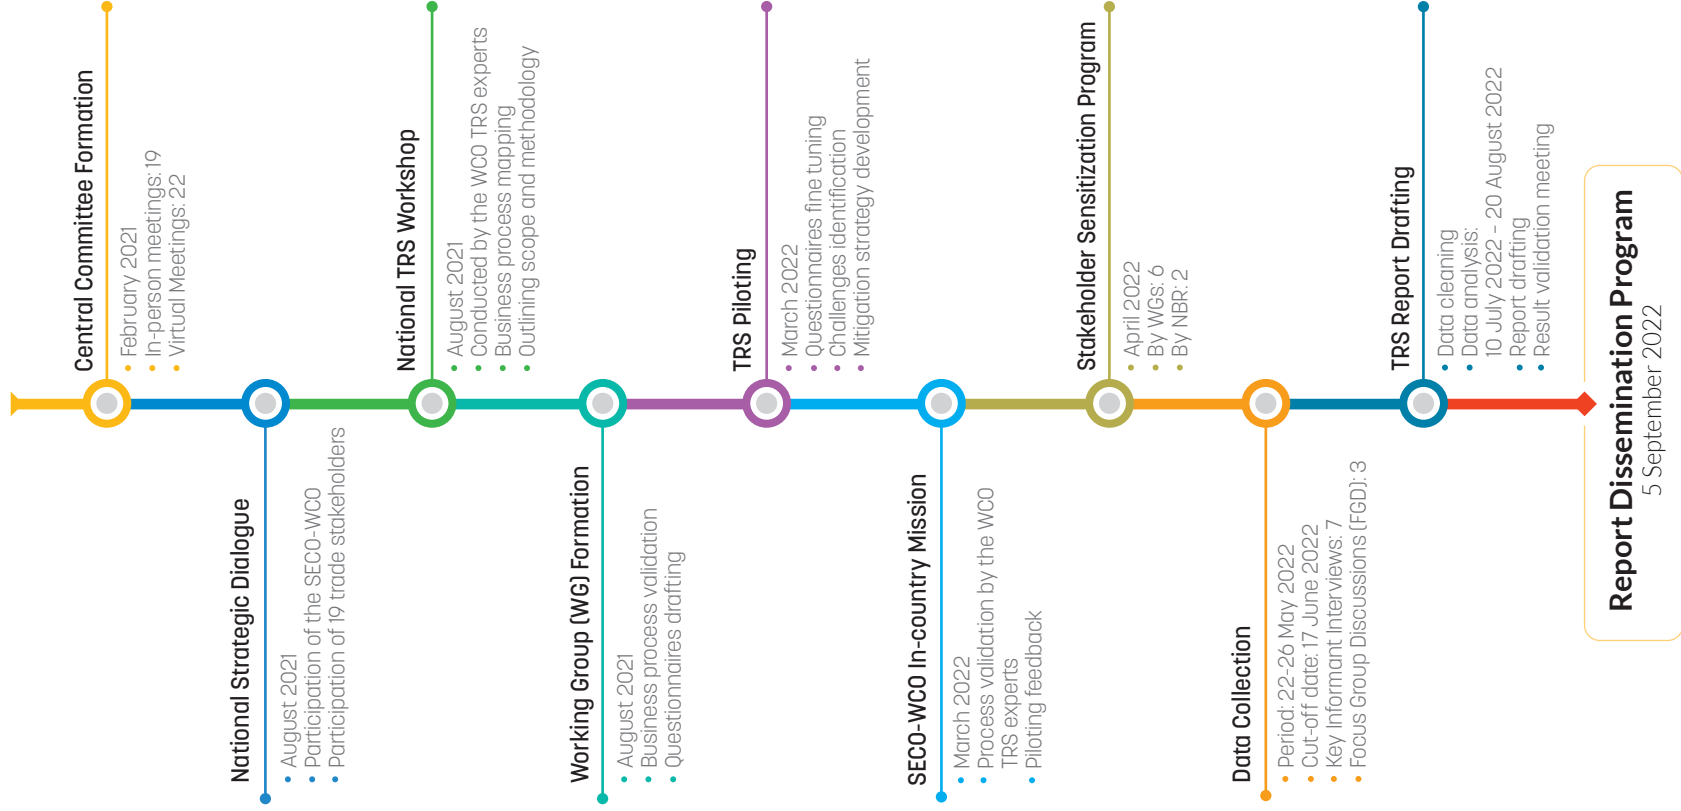 Central Committee Formation
February 2021
In-person meetings: 19
Virtual Meetings: 22
National Strategic Dialogue
August 2021
Participation of the SECO-WCO
Participation of 19 trade stakeholders
National TRS Workshop
August 2021
Conducted by the WCO TRS experts
Business process mapping
Outlining scope and methodology
Working Group (WG) Formation
August 2021
Business process validation
Questionnaires drafting
TRS Piloting
March 2022
Questionnaires fine tuning
Challenges identification
Mitigation strategy development
SECO-WCO In-country Mission
March 2022
Process validation by the WCO
TRS experts
Piloting feedback
Stakeholder Sensitization Program
April 2022
By WGs: 6
By NBR: 2
Data Collection
Period: 22-26 May 2022
Cut-off date: 17 June 2022
Key Informant Interviews: 7
Focus Group Discussions (FGD): 3
TRS Report Drafting
Data cleaning
Data analysis:
10 July 2022 - 20 August 2022
Report drafting
Result validation meeting
Report Dissemination Program
5 September 2022